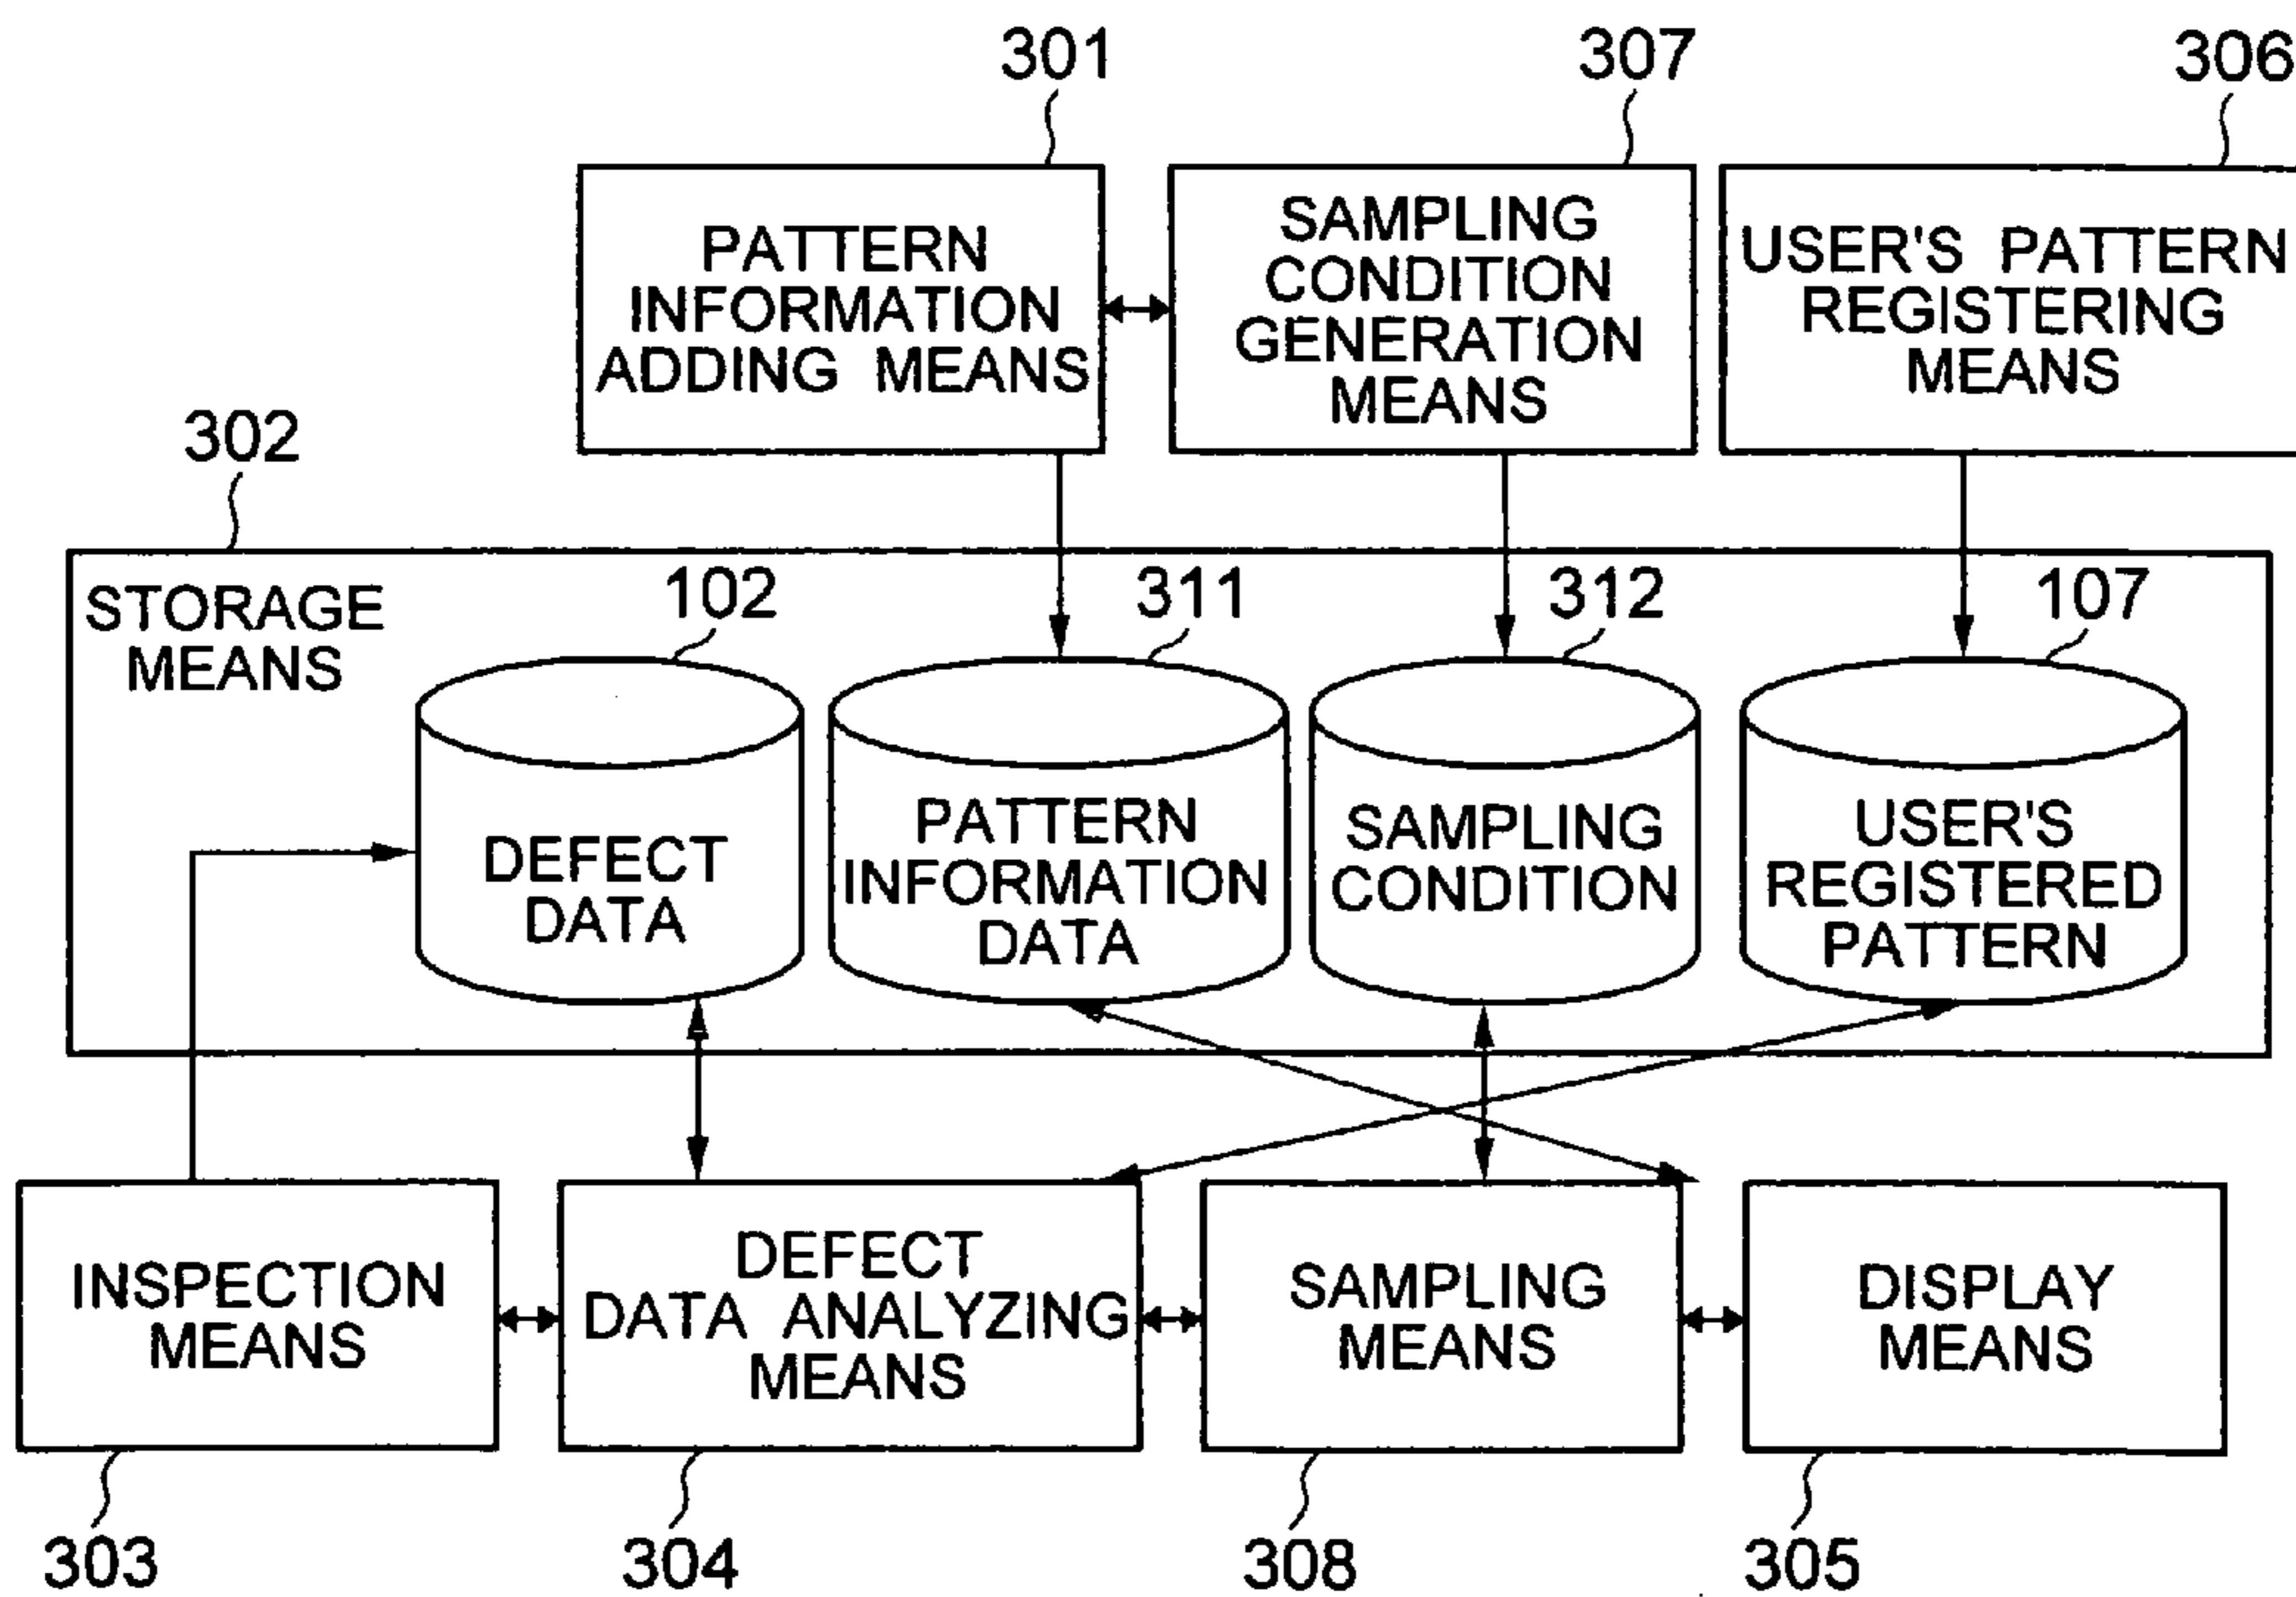 301
307
306
PATTERN
INFORMATION
ADDING MEANS
SAMPLING
CONDITION
GENERATION
MEANS
USER'S PATTERN
REGISTERING
MEANS
302
STORAGE
MEANS
102
311
312
107
DEFECT
DATA
PATTERN
INFORMATION
DATA
SAMPLING
CONDITION
USER'S
REGISTERED
PATTERN
INSPECTION
MEANS
DEFECT
DATA ANALYZING
MEANS
SAMPLING
MEANS
DISPLAY
MEANS
303
304
308
305